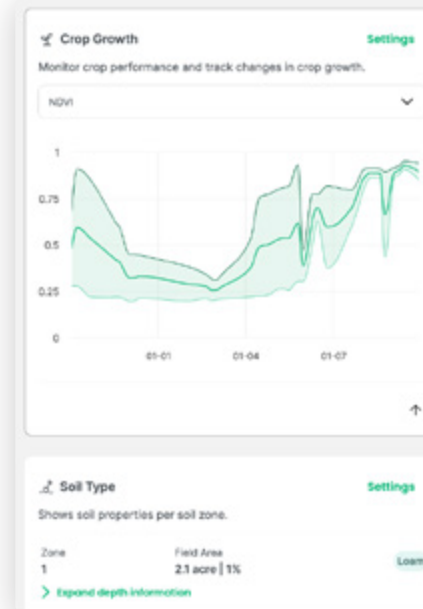 Crop Growth
Settings
Monitor crop performance and track changes in crop growth.
NDVI
1
0.75
0.5
0.25
0
01-01 01-04 01-07
Soil Type
Settings
Shows soil properties per soil zone.
Zone Field Area
1 2.1 acre | 1%
Loam
Expand depth information